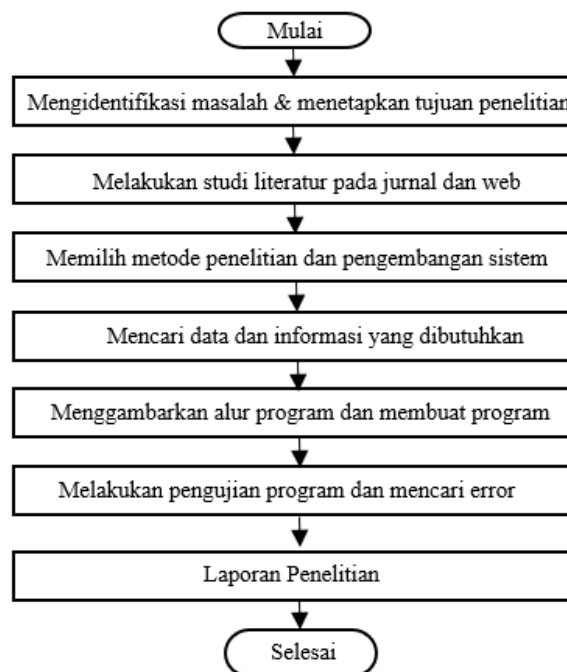 Mulai
Mengidentifikasi masalah & menetapkan tujuan penelitian
Melakukan studi literatur pada jurnal dan web
Memilih metode penelitian dan pengembangan sistem
Mencari data dan informasi yang dibutuhkan
Menggambarkan alur program dan membuat program
Melakukan pengujian program dan mencari error
Laporan Penelitian
Selesai